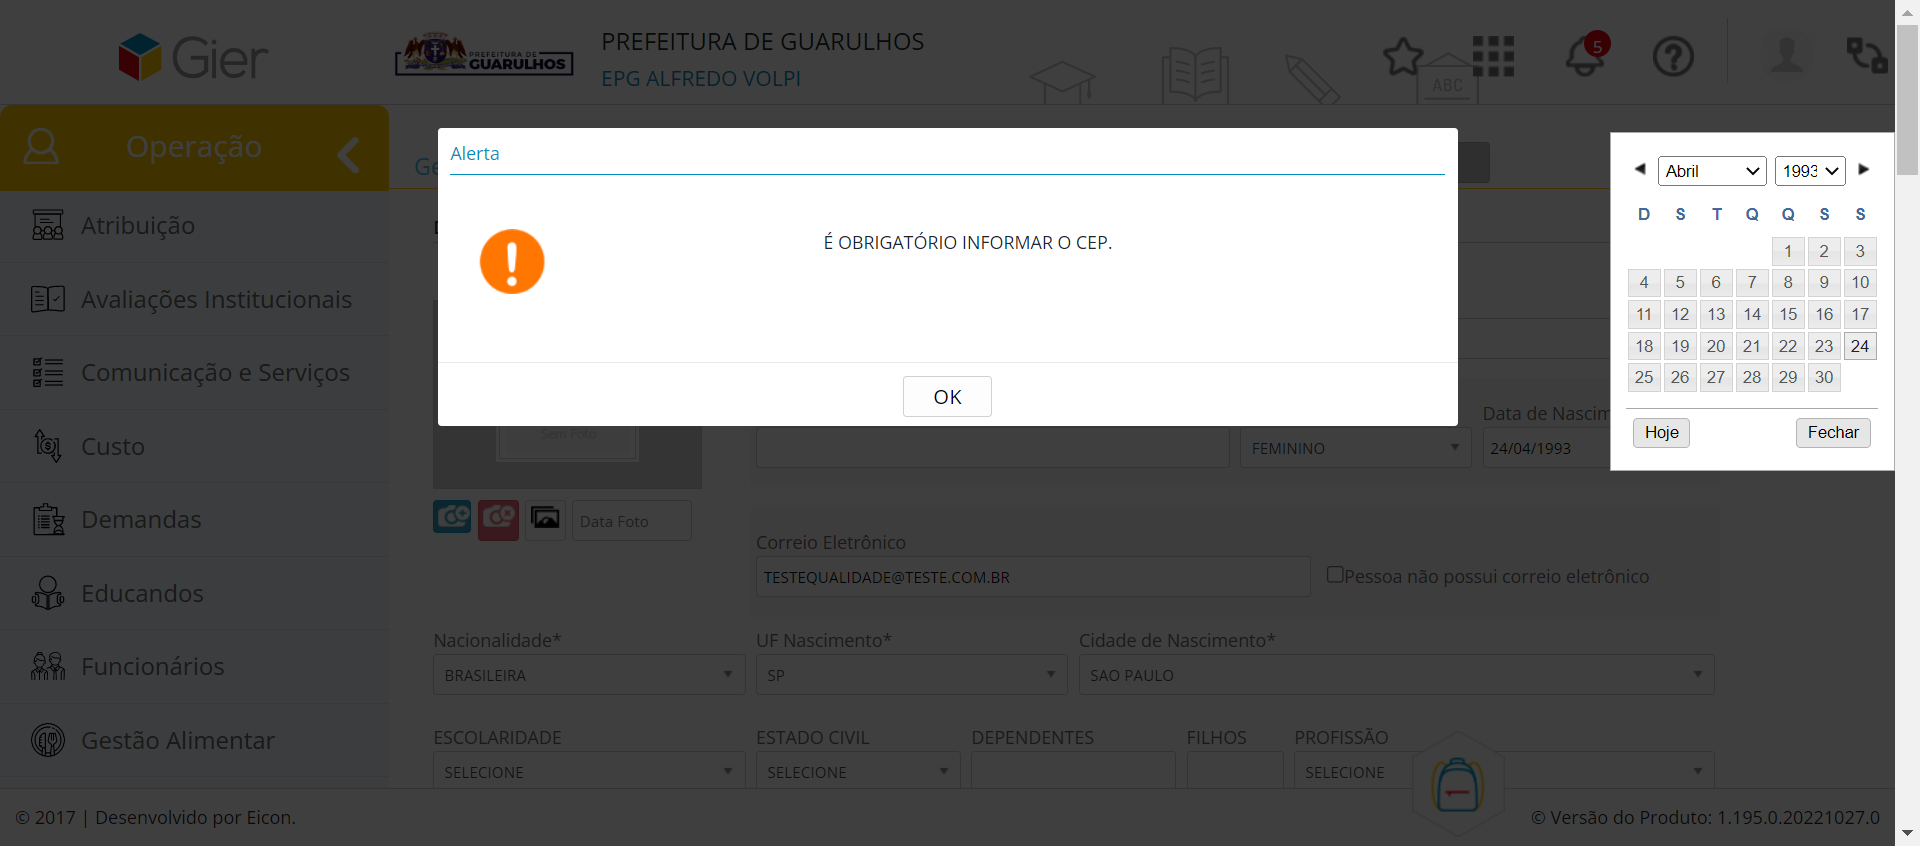 Gier
PREFEITURA DE
GUARULHOS
PREFEITURA DE GUARULHOS
EPG ALFREDO VOLPI
ABC
5
Operação
Atribuição
Avaliações Institucionais
Comunicação e Serviços
Custo
Demandas
Educandos
Funcionários
Gestão Alimentar
Alerta
É OBRIGATÓRIO INFORMAR O CEP.
OK
Abril 1993
D S T Q Q S S
1 2 3
4 5 6 7 8 9 10
11 12 13 14 15 16 17
18 19 20 21 22 23 24
25 26 27 28 29 30
Hoje Fechar
Sem Foto
Data Foto
FEMININO
24/04/1993
Correio Eletrônico
TESTEQUALIDADE@TESTE.COM.BR
Pessoa não possui correio eletrônico
Nacionalidade* UF Nascimento* Cidade de Nascimento*
BRASILEIRA SP SAO PAULO
ESCOLARIDADE ESTADO CIVIL DEPENDENTES FILHOS PROFISSÃO
SELECIONE SELECIONE SELECIONE
© 2017 | Desenvolvido por Eicon.
© Versão do Produto: 1.195.0.20221027.0